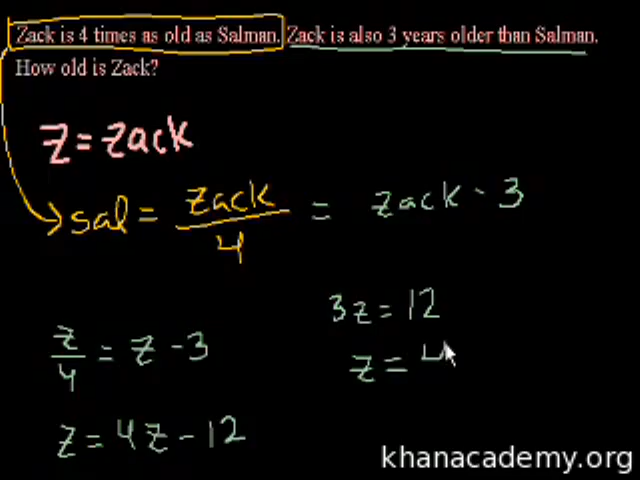 Zack is 4 times as old as Salman. Zack is also 3 years older than Salman.
How old is Zack?
z = zack
sal = zack/4 = zack - 3
z/4 = z - 3
z = 4z - 12
3z = 12
z = 4
khanacademy.org